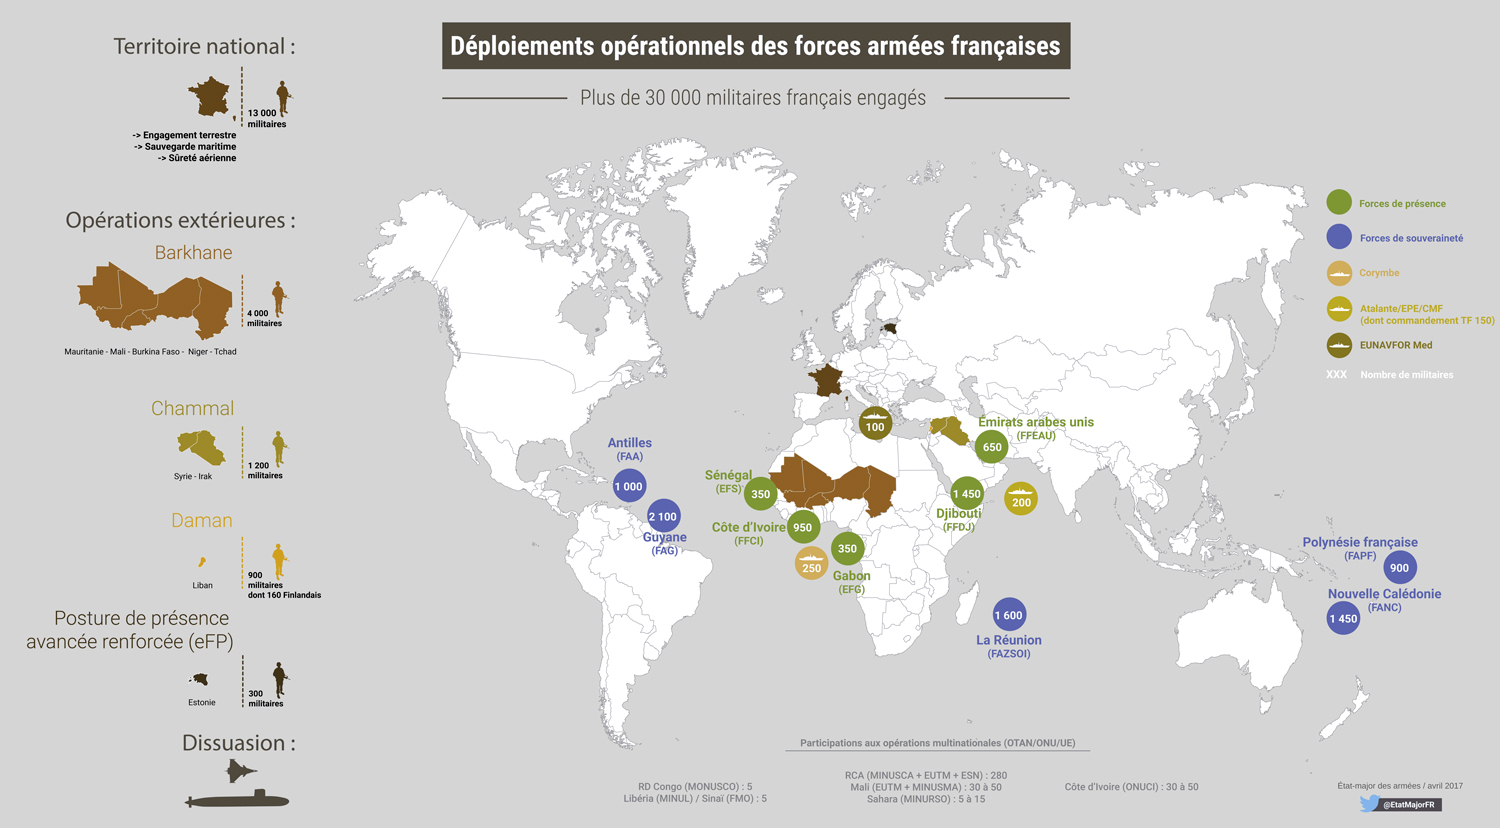 Déploiements opérationnels des forces armées françaises
Plus de 30 000 militaires français engagés
Territoire national :
13 000
militaires
-> Engagement terrestre
-> Sauvegarde maritime
-> Sûreté aérienne
Opérations extérieures :
Barkhane
4 000
militaires
Mauritanie - Mali - Burkina Faso - Niger - Tchad
Chammal
1 200
militaires
Syrie - Irak
Daman
900
militaires
dont 160 Finlandais
Liban
Posture de présence
avancée renforcée (eFP)
300
militaires
Estonie
Dissuasion :
Forces de présence
Forces de souveraineté
Corymbe
Atalante/EPE/CMF
(dont commandement TF 150)
EUNAVFOR Med
XXX Nombre de militaires
100
Émirats arabes unis
(FFEAU)
650
Antilles
(FAA)
1 000
2 100
Guyane
(FAG)
Sénégal
(EFS)
350
Côte d'Ivoire
(FFCI)
950
250
350
Gabon
(EFG)
1 450
Djibouti
(FFDJ)
200
1 600
La Réunion
(FAZSOI)
Polynésie française
(FAPF)
900
Nouvelle Calédonie
(FANC)
1 450
Participations aux opérations multinationales (OTAN/ONU/UE)
RD Congo (MONUSCO) : 5
Libéria (MINUL) / Sinaï (FMO) : 5
RCA (MINUSCA + EUTM + ESN) : 280
Mali (EUTM + MINUSMA) : 30 à 50
Sahara (MINURSO) : 5 à 15
Côte d'Ivoire (ONUCI) : 30 à 50
État-major des armées / avril 2017
@EtatMajorFR